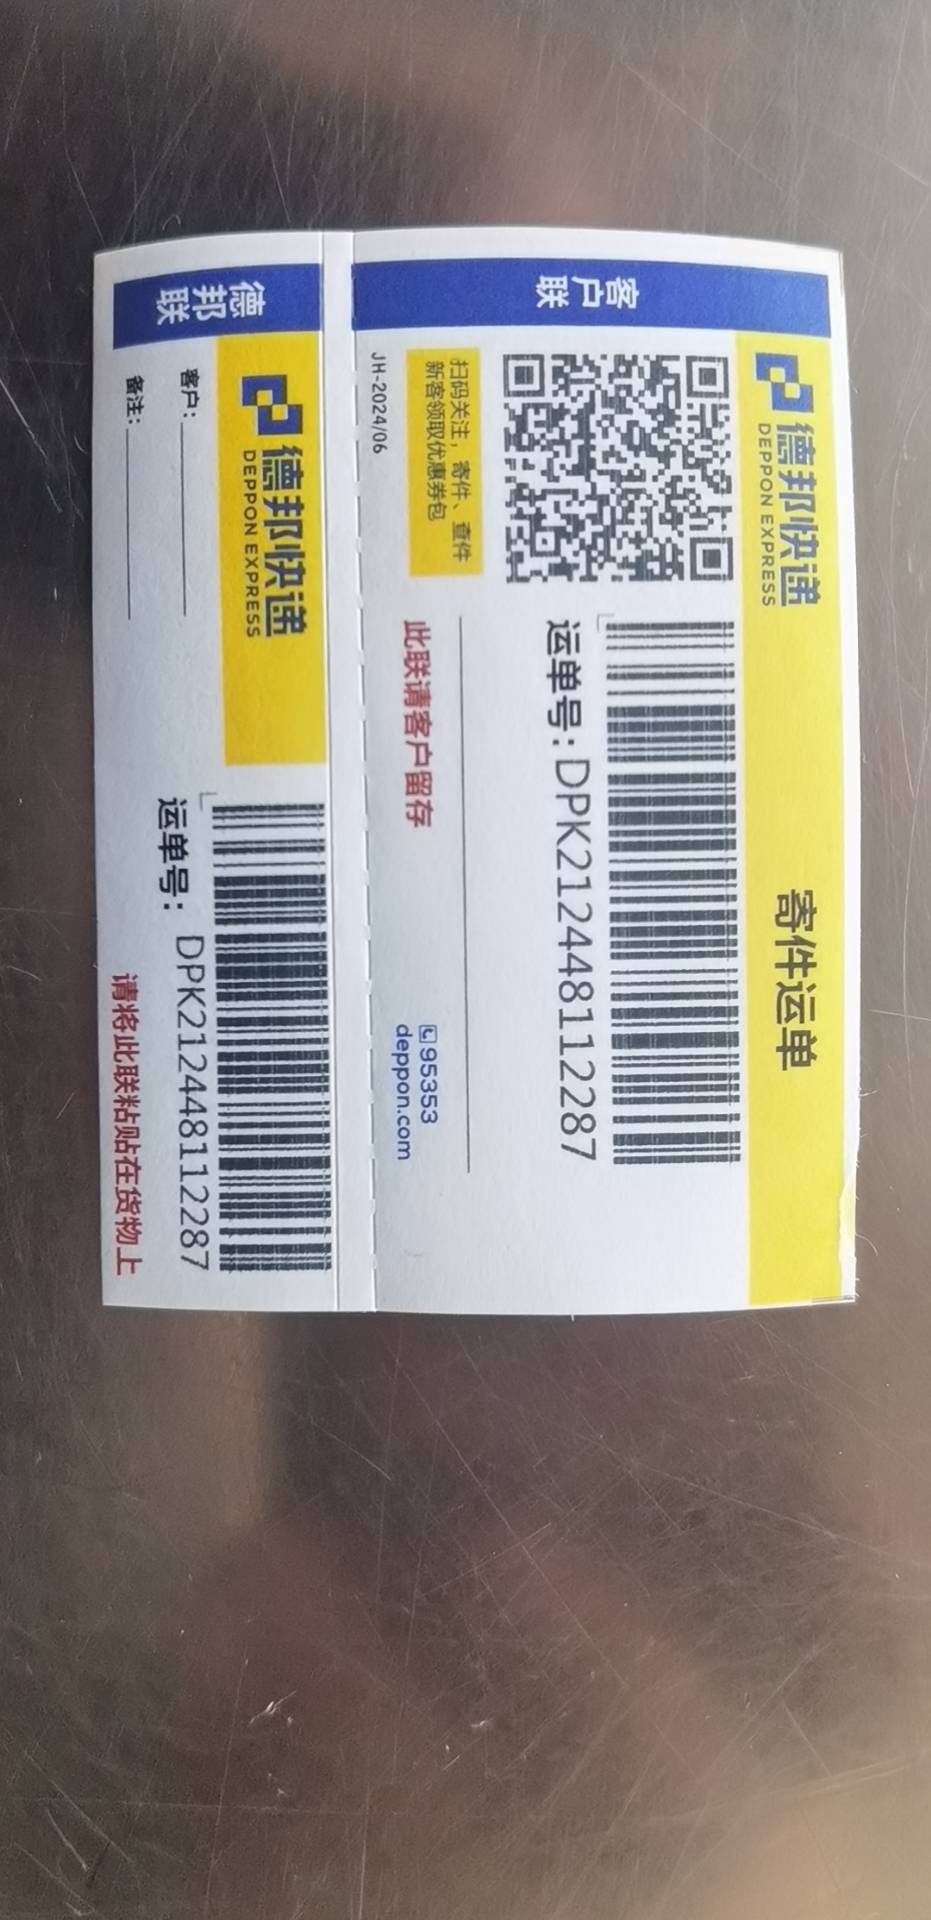 客户联
德邦快递
DEPPON EXPRESS
寄件运单
运单号:DPK212448112287
扫码关注，寄件、查件
新客领取优惠券包
此联请客户留存
95353
deppon.com
JH-2024/06
德邦联
德邦快递
DEPPON EXPRESS
客户:
备注:
运单号: DPK212448112287
请将此联粘贴在货物上